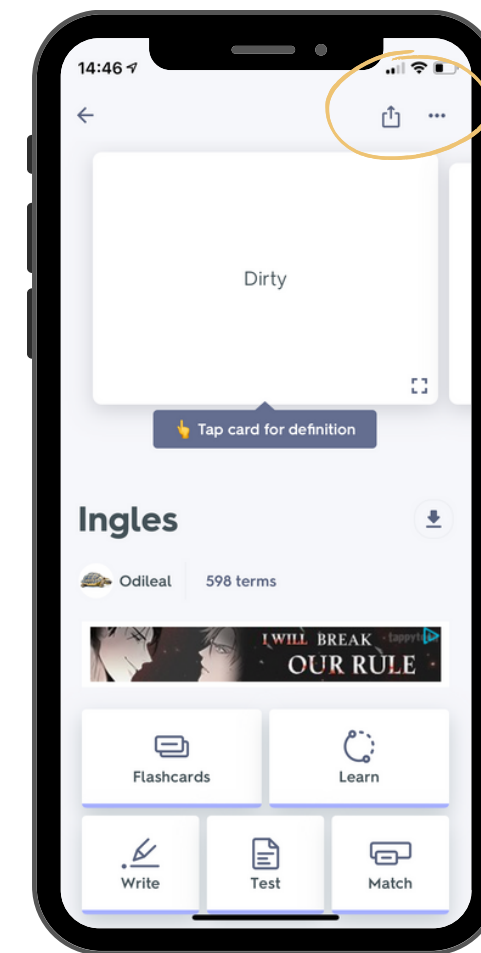 14:46
Dirty
Tap card for definition
Ingles
Odileal 598 terms
I WILL BREAK
OUR RULE
Flashcards Learn
Write Test Match